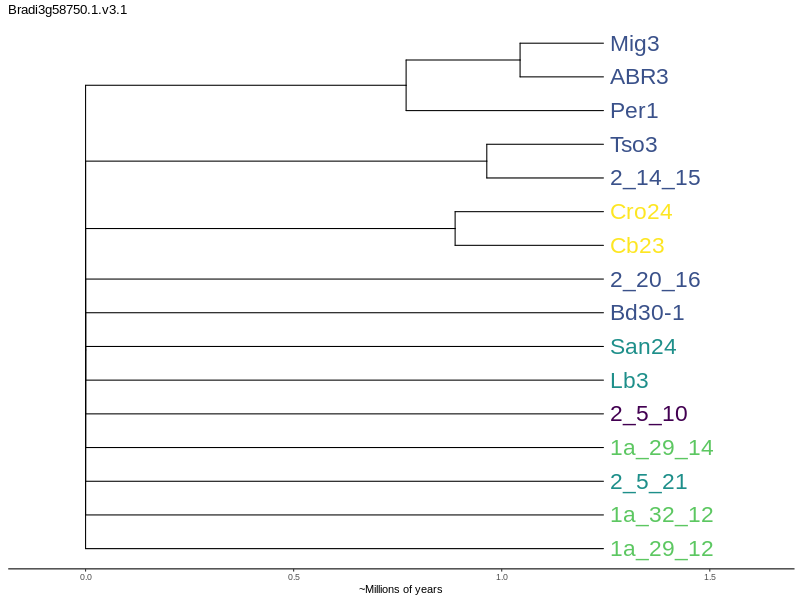 Bradi3g58750.1.v3.1
Mig3
ABR3
Per1
Tso3
2_14_15
Cro24
Cb23
2_20_16
Bd30-1
San24
Lb3
2_5_10
1a_29_14
2_5_21
1a_32_12
1a_29_12
0.0 0.5 1.0 1.5
~Millions of years